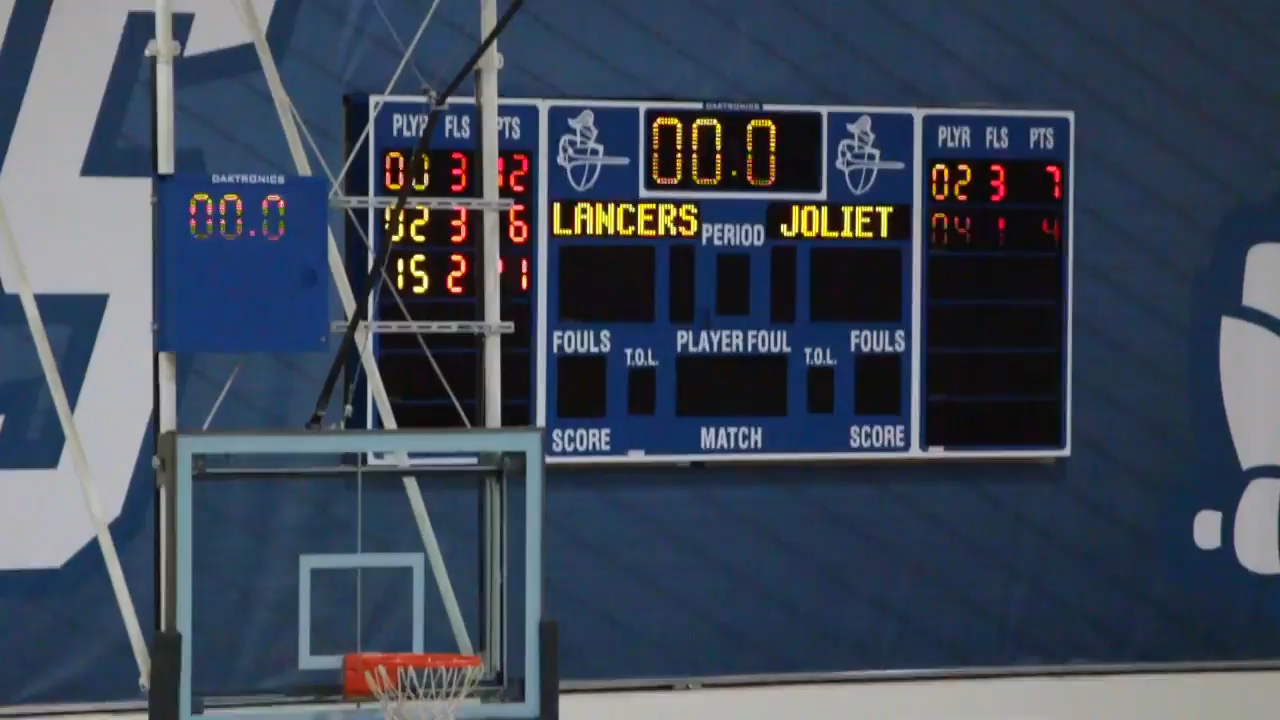 DAKTRONICS
PLYR FLS PTS
00 3 12
02 3 6
15 2
DAKTRONICS
00.0
00.0
LANCERS PERIOD JOLIET
FOULS PLAYER FOUL FOULS
T.O.L. T.O.L.
SCORE MATCH SCORE
PLYR FLS PTS
02 3 7
04 1 4